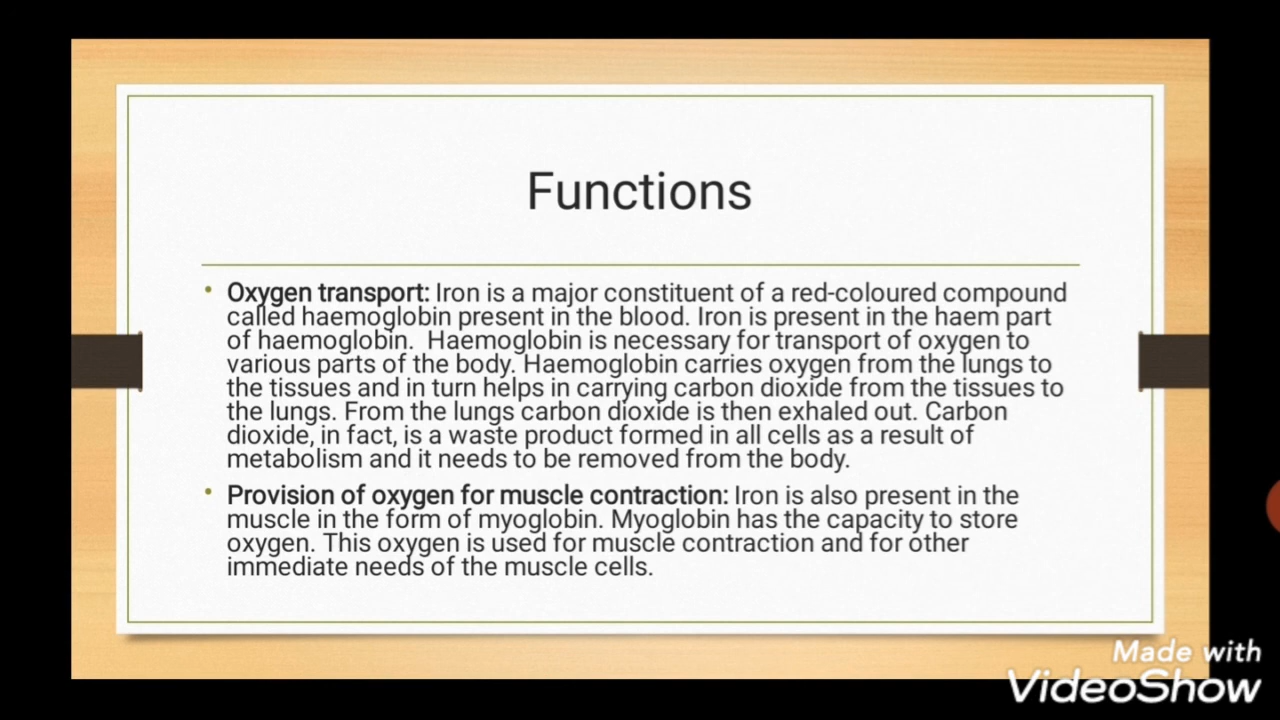 Functions
• Oxygen transport: Iron is a major constituent of a red-coloured compound
called haemoglobin present in the blood. Iron is present in the haem part
of haemoglobin.  Haemoglobin is necessary for transport of oxygen to
various parts of the body. Haemoglobin carries oxygen from the lungs to
the tissues and in turn helps in carrying carbon dioxide from the tissues to
the lungs. From the lungs carbon dioxide is then exhaled out. Carbon
dioxide, in fact, is a waste product formed in all cells as a result of
metabolism and it needs to be removed from the body.
• Provision of oxygen for muscle contraction: Iron is also present in the
muscle in the form of myoglobin. Myoglobin has the capacity to store
oxygen. This oxygen is used for muscle contraction and for other
immediate needs of the muscle cells.
Made with
VideoShow